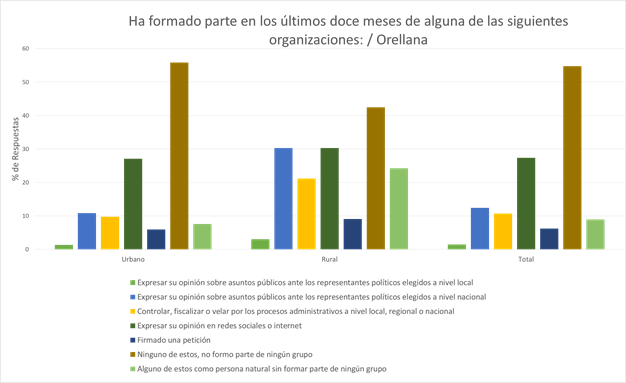 Ha formado parte en los últimos doce meses de alguna de las siguientes
organizaciones: / Orellana
60
50
40
30
20
10
0
% de Respuestas
Urbano Rural Total
Expresar su opinión sobre asuntos públicos ante los representantes políticos elegidos a nivel local
Expresar su opinión sobre asuntos públicos ante los representantes políticos elegidos a nivel nacional
Controlar, fiscalizar o velar por los procesos administrativos a nivel local, regional o nacional
Expresar su opinión en redes sociales o internet
Firmado una petición
Ninguno de estos, no formo parte de ningún grupo
Alguno de estos como persona natural sin formar parte de ningún grupo